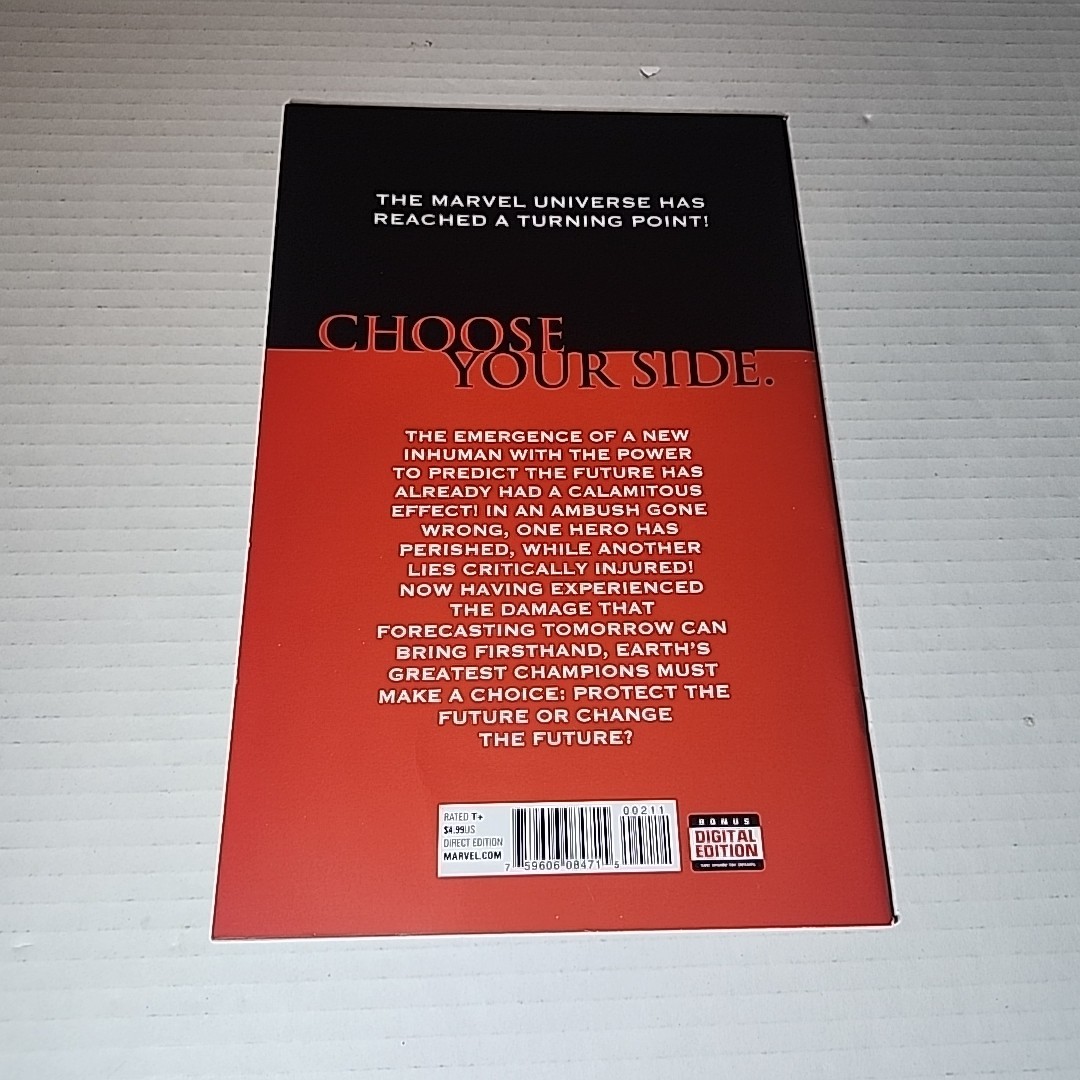 THE MARVEL UNIVERSE HAS
REACHED A TURNING POINT!
CHOOSE
YOUR SIDE.
THE EMERGENCE OF A NEW
INHUMAN WITH THE POWER
TO PREDICT THE FUTURE HAS
ALREADY HAD A CALAMITOUS
EFFECT! IN AN AMBUSH GONE
WRONG, ONE HERO HAS
PERISHED, WHILE ANOTHER
LIES CRITICALLY INJURED!
NOW HAVING EXPERIENCED
THE DAMAGE THAT
FORECASTING TOMORROW CAN
BRING FIRSTHAND, EARTH'S
GREATEST CHAMPIONS MUST
MAKE A CHOICE: PROTECT THE
FUTURE OR CHANGE
THE FUTURE?
RATED T+
$4.99US
DIRECT EDITION
MARVEL.COM
00211
7 59606 08471 5
BONUS
DIGITAL
EDITION